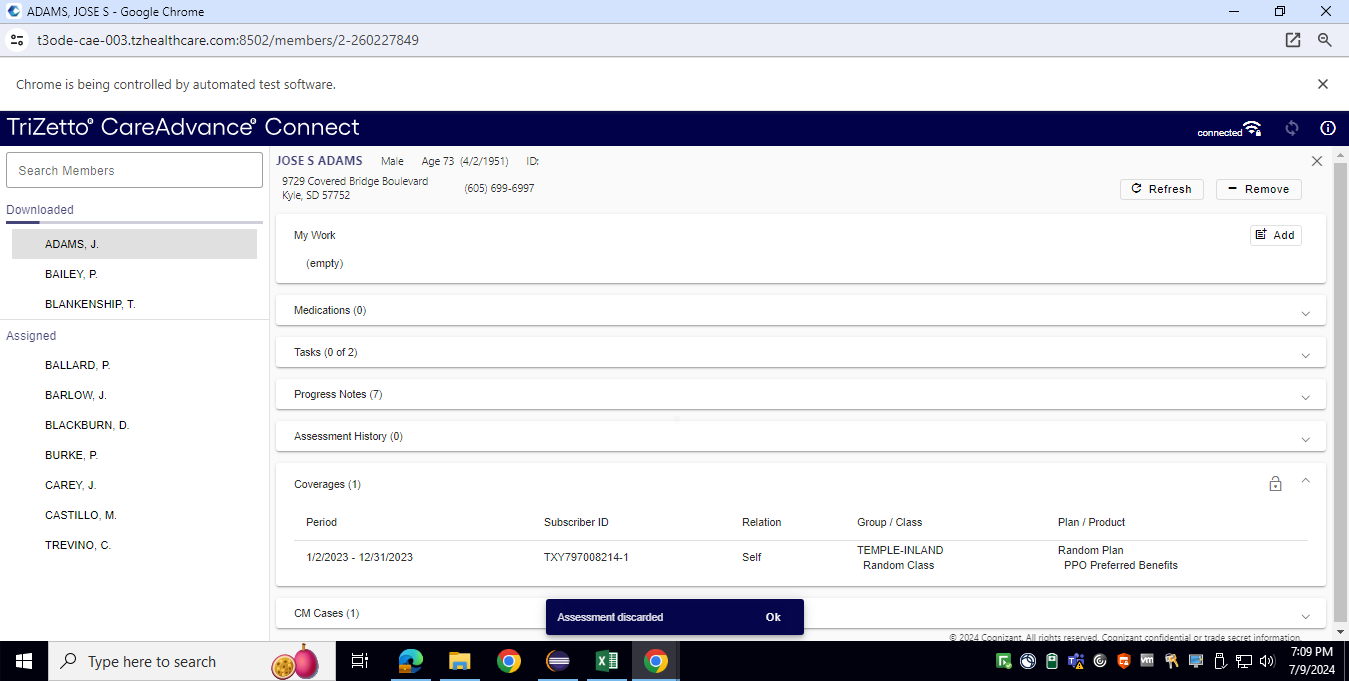 ADAMS, JOSE S - Google Chrome
t3ode-cae-003.tzhealthcare.com:8502/members/2-260227849
Chrome is being controlled by automated test software.
TriZetto® CareAdvance® Connect
connected
Search Members
Downloaded
ADAMS, J.
BAILEY, P.
BLANKENSHIP, T.
Assigned
BALLARD, P.
BARLOW, J.
BLACKBURN, D.
BURKE, P.
CAREY, J.
CASTILLO, M.
TREVINO, C.
JOSE S ADAMS Male Age 73 (4/2/1951) ID:
9729 Covered Bridge Boulevard (605) 699-6997
Kyle, SD 57752
Refresh Remove
My Work Add
(empty)
Medications (0)
Tasks (0 of 2)
Progress Notes (7)
Assessment History (0)
Coverages (1)
Period Subscriber ID Relation Group / Class Plan / Product
1/2/2023 - 12/31/2023 TXY797008214-1 Self TEMPLE-INLAND Random Plan
Random Class PPO Preferred Benefits
CM Cases (1)
Assessment discarded Ok
© 2024 Cognizant. All rights reserved. Cognizant confidential or trade secret information.
Type here to search
7:09 PM
7/9/2024